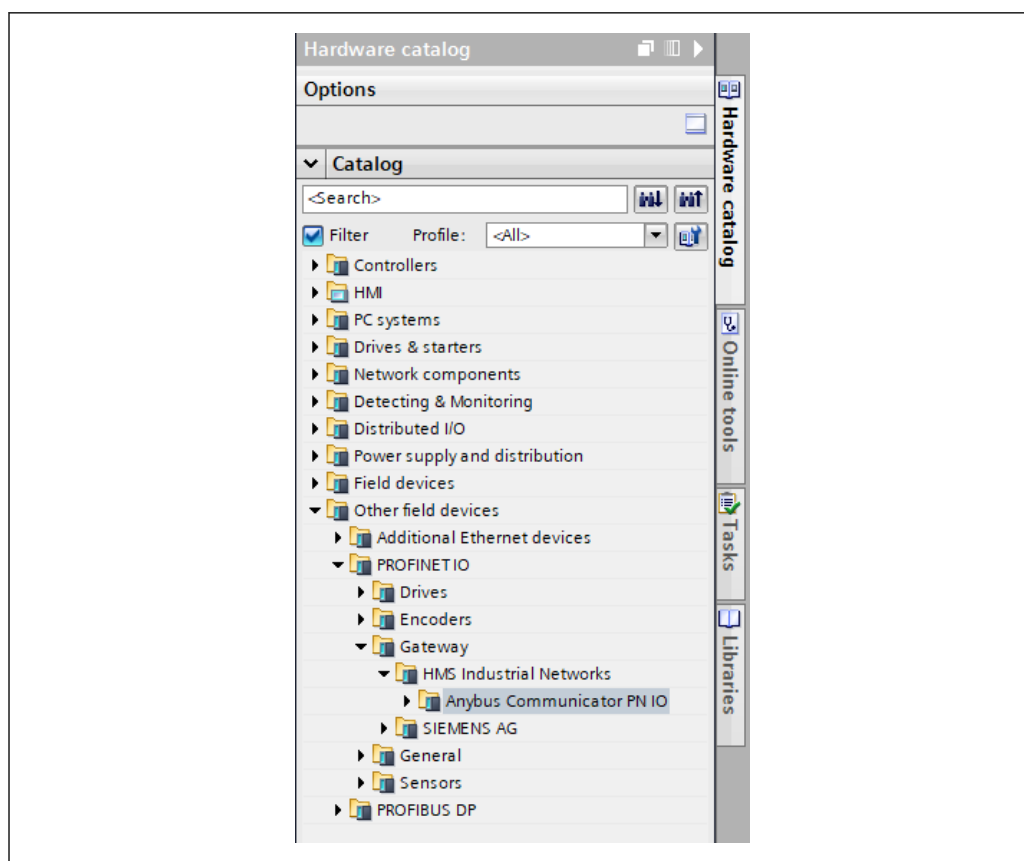 Hardware catalog
Options
Catalog
<Search>
Filter Profile: <All>
Controllers
HMI
PC systems
Drives & starters
Network components
Detecting & Monitoring
Distributed I/O
Power supply and distribution
Field devices
Other field devices
Additional Ethernet devices
PROFINET IO
Drives
Encoders
Gateway
HMS Industrial Networks
Anybus Communicator PN IO
SIEMENS AG
General
Sensors
PROFIBUS DP
Hardware catalog
Online tools
Tasks
Libraries